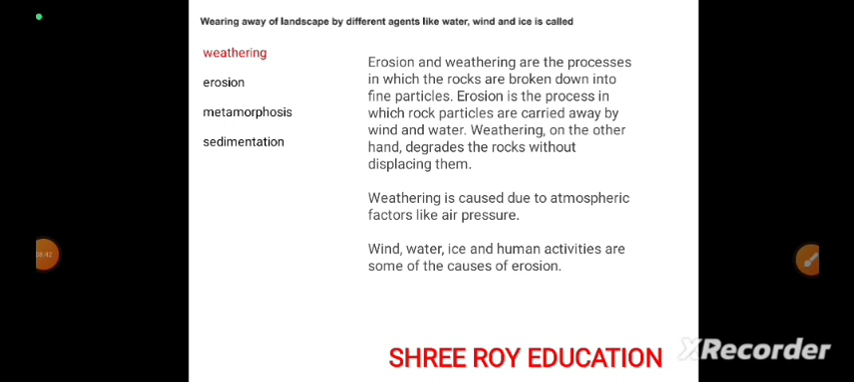 Wearing away of landscape by different agents like water, wind and ice is called
weathering
erosion
metamorphosis
sedimentation
Erosion and weathering are the processes
in which the rocks are broken down into
fine particles. Erosion is the process in
which rock particles are carried away by
wind and water. Weathering, on the other
hand, degrades the rocks without
displacing them.
Weathering is caused due to atmospheric
factors like air pressure.
Wind, water, ice and human activities are
some of the causes of erosion.
SHREE ROY EDUCATION
XRecorder